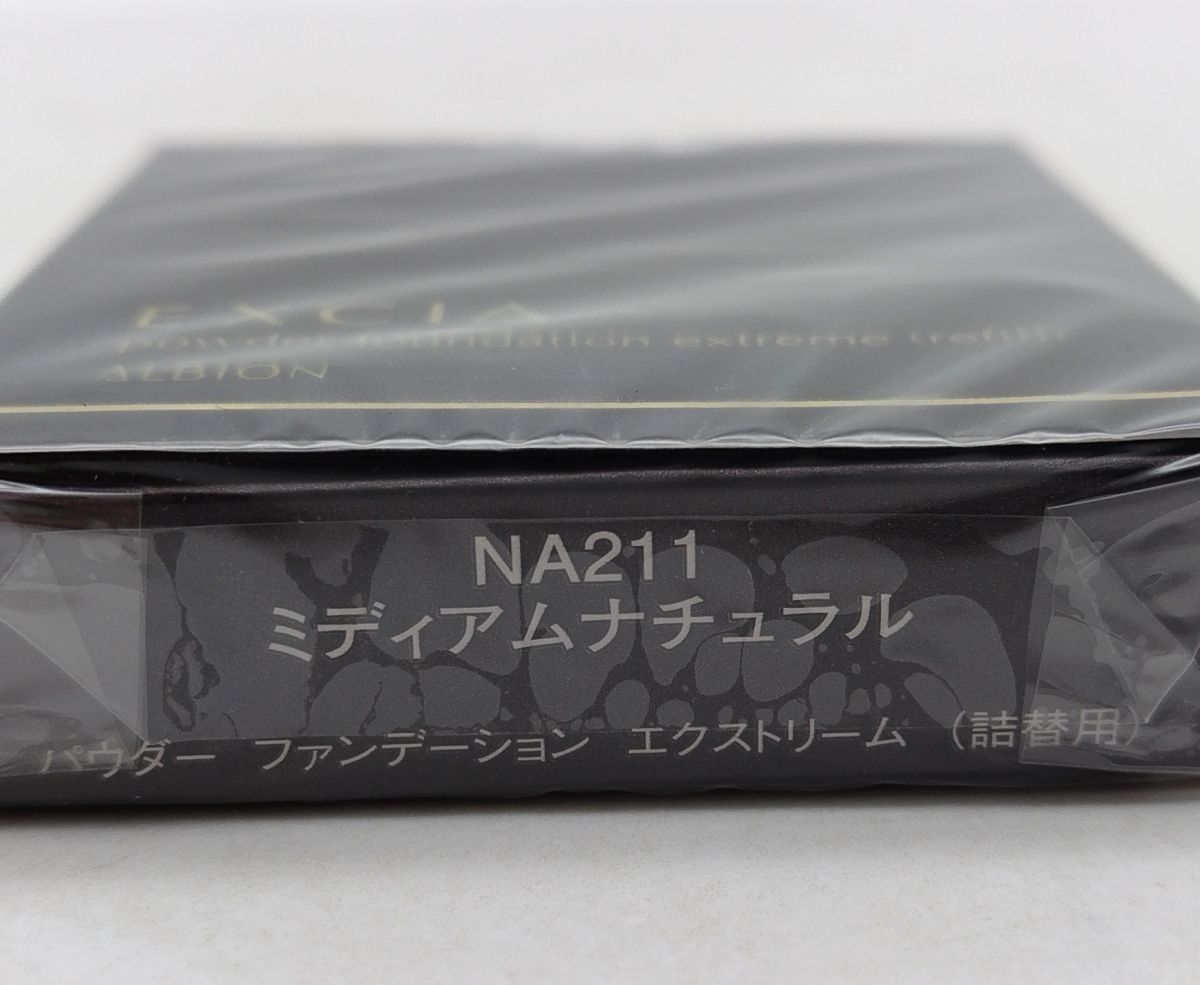 EXCIA
powder foundation extreme (refill)
ALBION
NA211
ミディアムナチュラル
パウダー ファンデーション エクストリーム (詰替用)